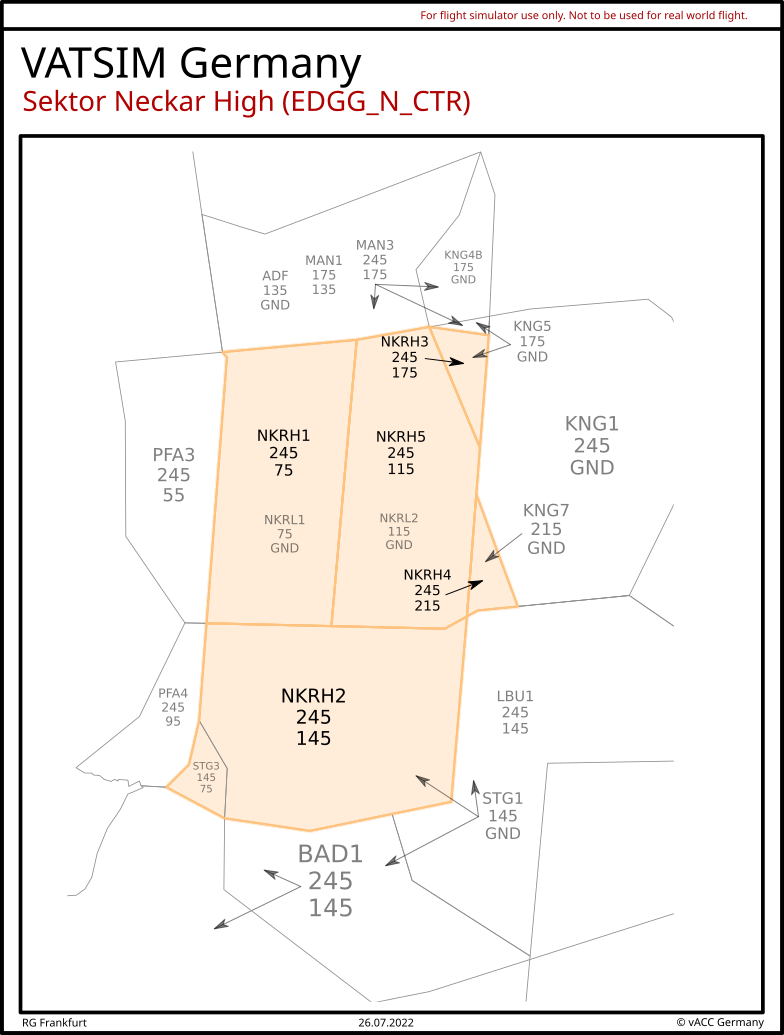 For flight simulator use only. Not to be used for real world flight.
VATSIM Germany
Sektor Neckar High (EDGG_N_CTR)
MAN3
245
175
MAN1
175
135
ADF
135
GND
KNG4B
175
GND
KNG5
175
GND
NKRH3
245
175
KNG1
245
GND
NKRH1
245
75
NKRH5
245
115
PFA3
245
55
NKRL1
75
GND
NKRL2
115
GND
KNG7
215
GND
NKRH4
245
215
NKRH2
245
145
PFA4
245
95
LBU1
245
145
STG3
145
75
STG1
145
GND
BAD1
245
145
RG Frankfurt
26.07.2022
© vACC Germany